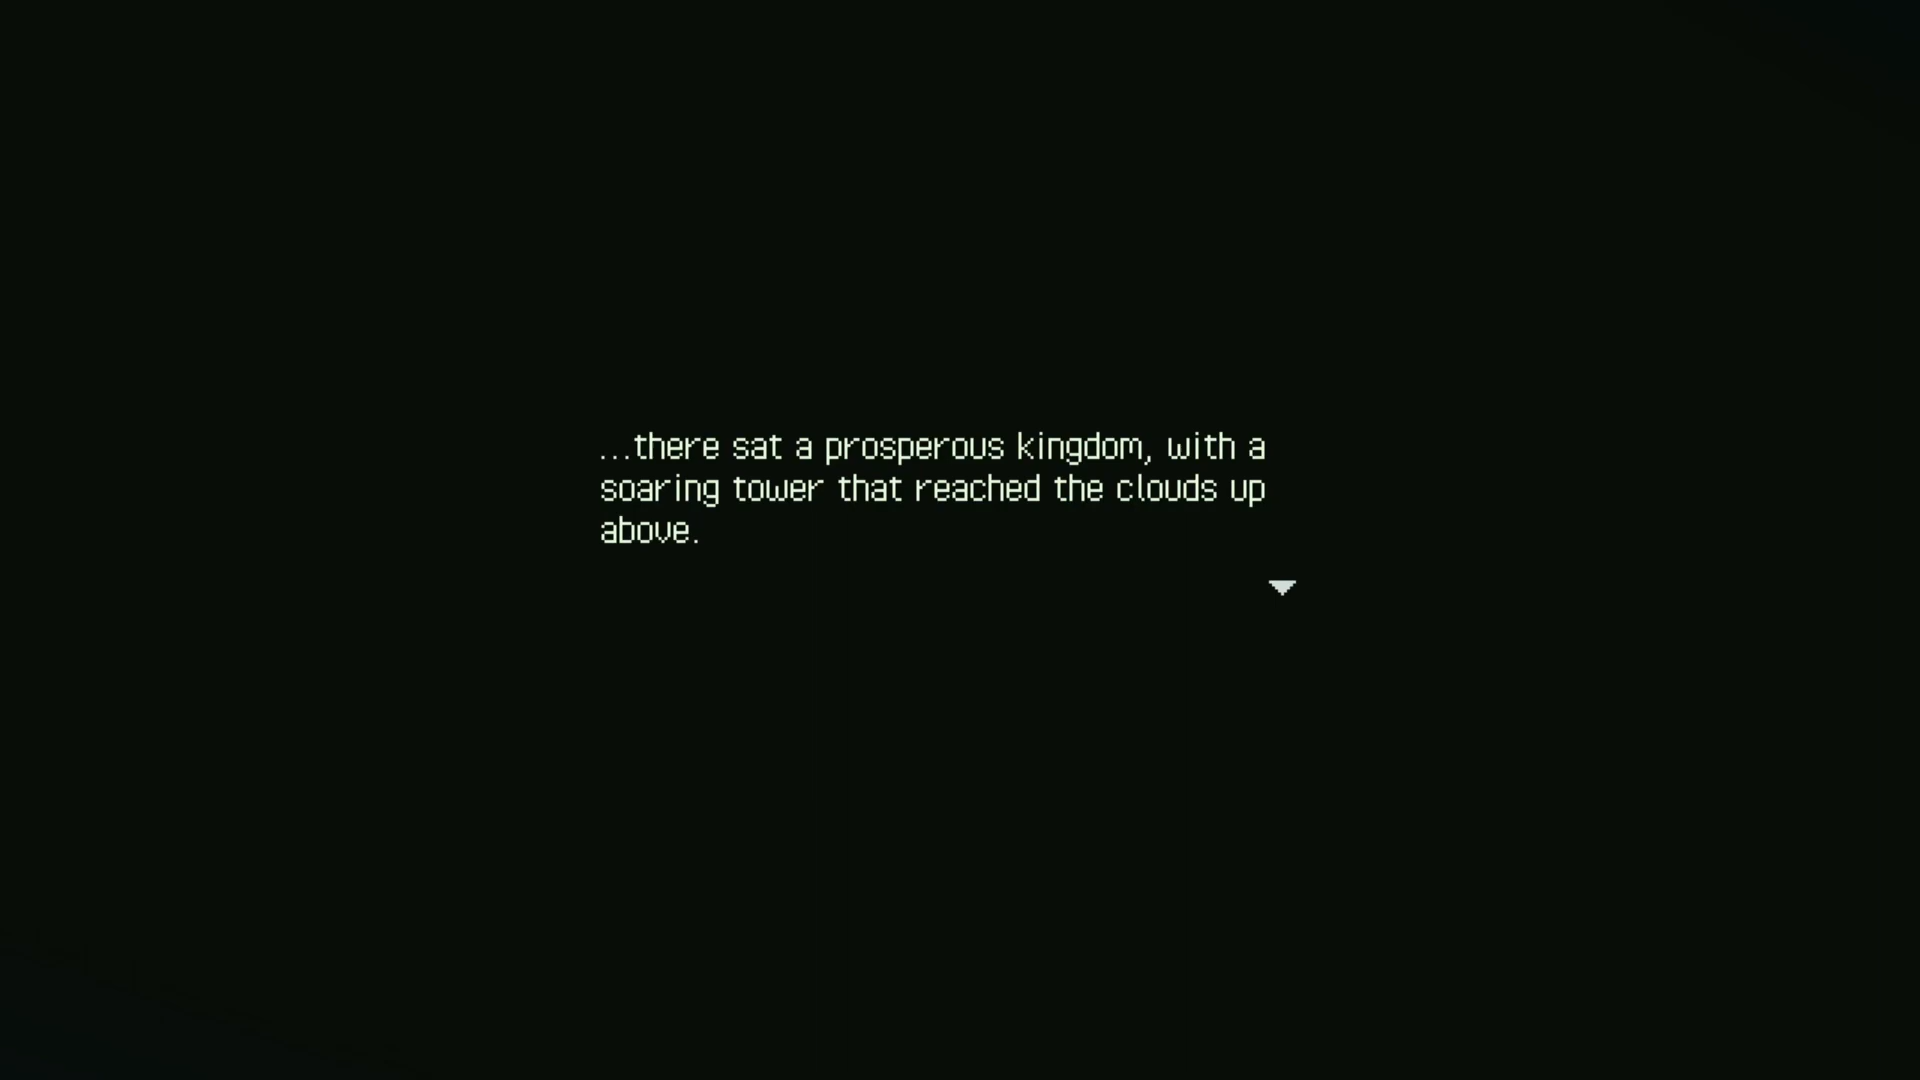 ...there sat a prosperous kingdom, with a
soaring tower that reached the clouds up
above.